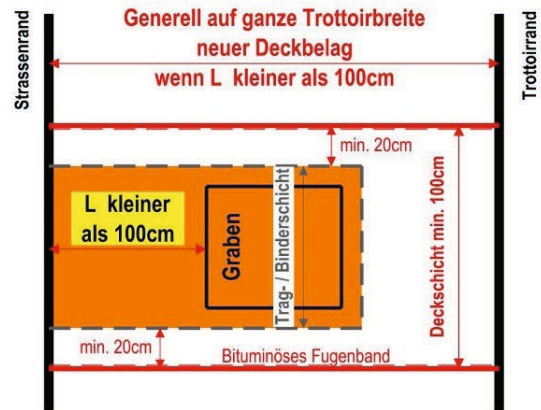 Generell auf ganze Trottoirbreite
neuer Deckbelag
wenn L kleiner als 100cm
Strassenrand
Trottoirrand
min. 20cm
L kleiner
als 100cm
Graben
Trag- / Binderschicht
Deckschicht min. 100cm
min. 20cm
Bituminöses Fugenband